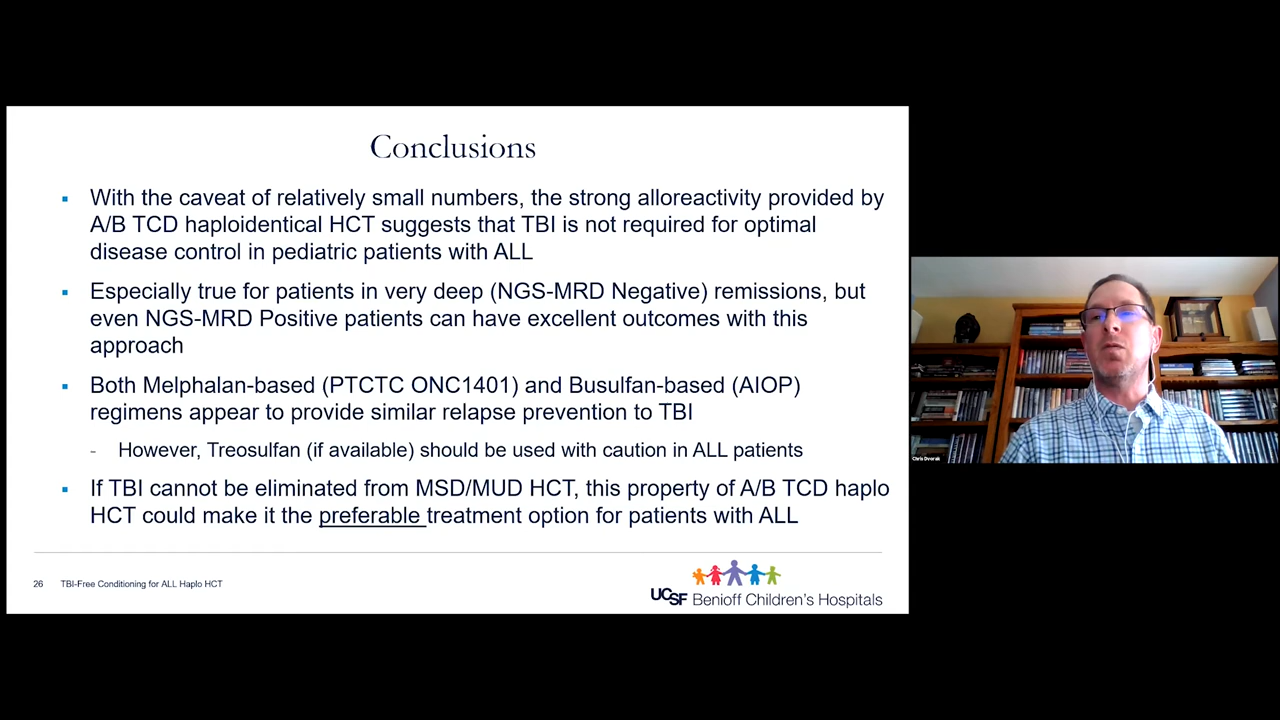 Conclusions
With the caveat of relatively small numbers, the strong alloreactivity provided by
A/B TCD haploidentical HCT suggests that TBI is not required for optimal
disease control in pediatric patients with ALL
Especially true for patients in very deep (NGS-MRD Negative) remissions, but
even NGS-MRD Positive patients can have excellent outcomes with this
approach
Both Melphalan-based (PTCTC ONC1401) and Busulfan-based (AIOP)
regimens appear to provide similar relapse prevention to TBI
- However, Treosulfan (if available) should be used with caution in ALL patients
If TBI cannot be eliminated from MSD/MUD HCT, this property of A/B TCD haplo
HCT could make it the preferable treatment option for patients with ALL
26 TBI-Free Conditioning for ALL Haplo HCT
UCSF Benioff Children's Hospitals
Chris Dvorak